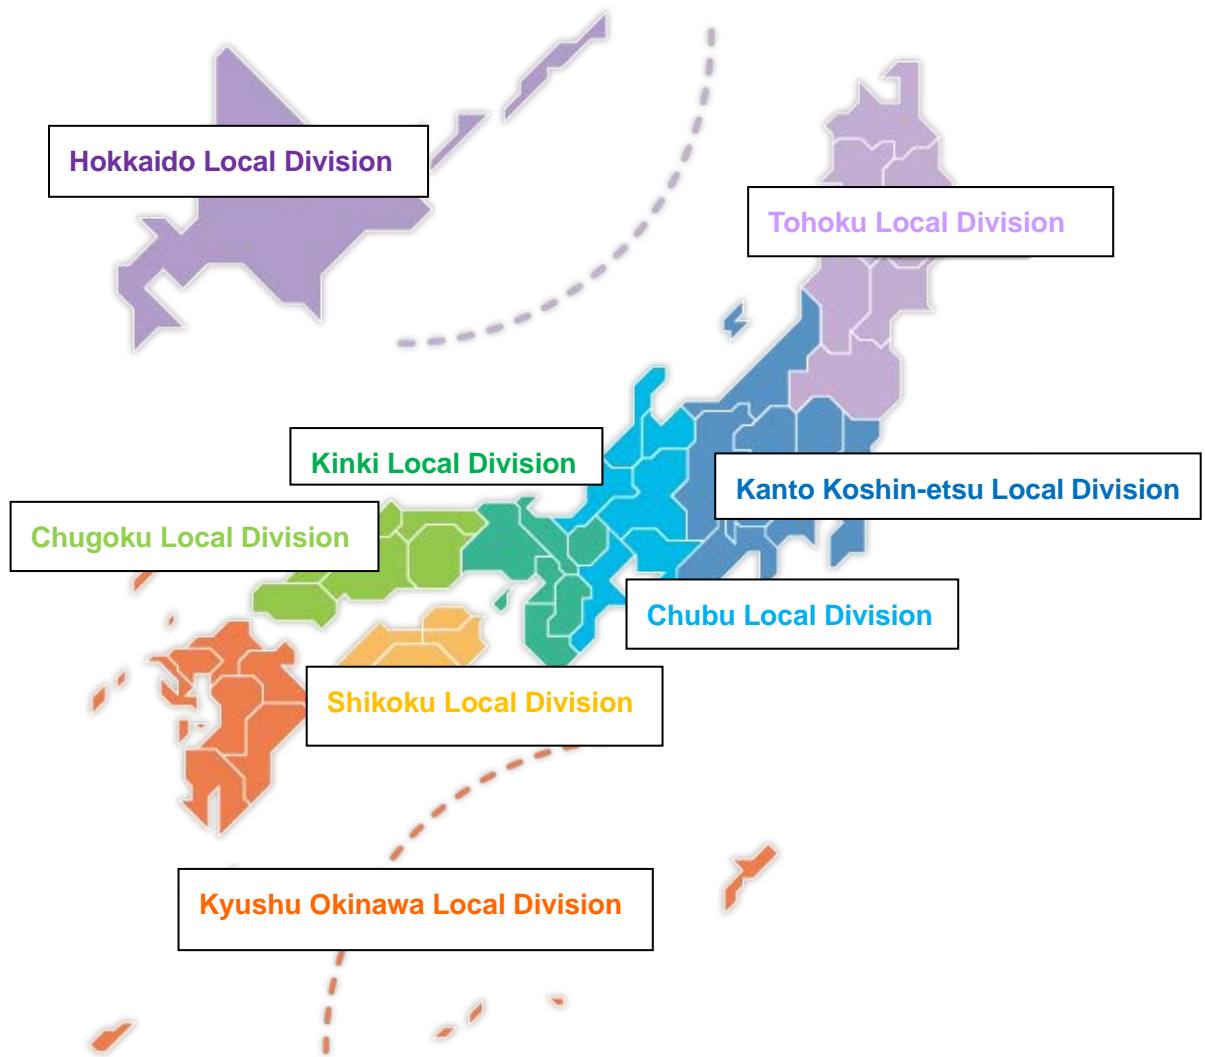 Hokkaido Local Division
Tohoku Local Division
Kinki Local Division
Kanto Koshin-etsu Local Division
Chugoku Local Division
Chubu Local Division
Shikoku Local Division
Kyushu Okinawa Local Division